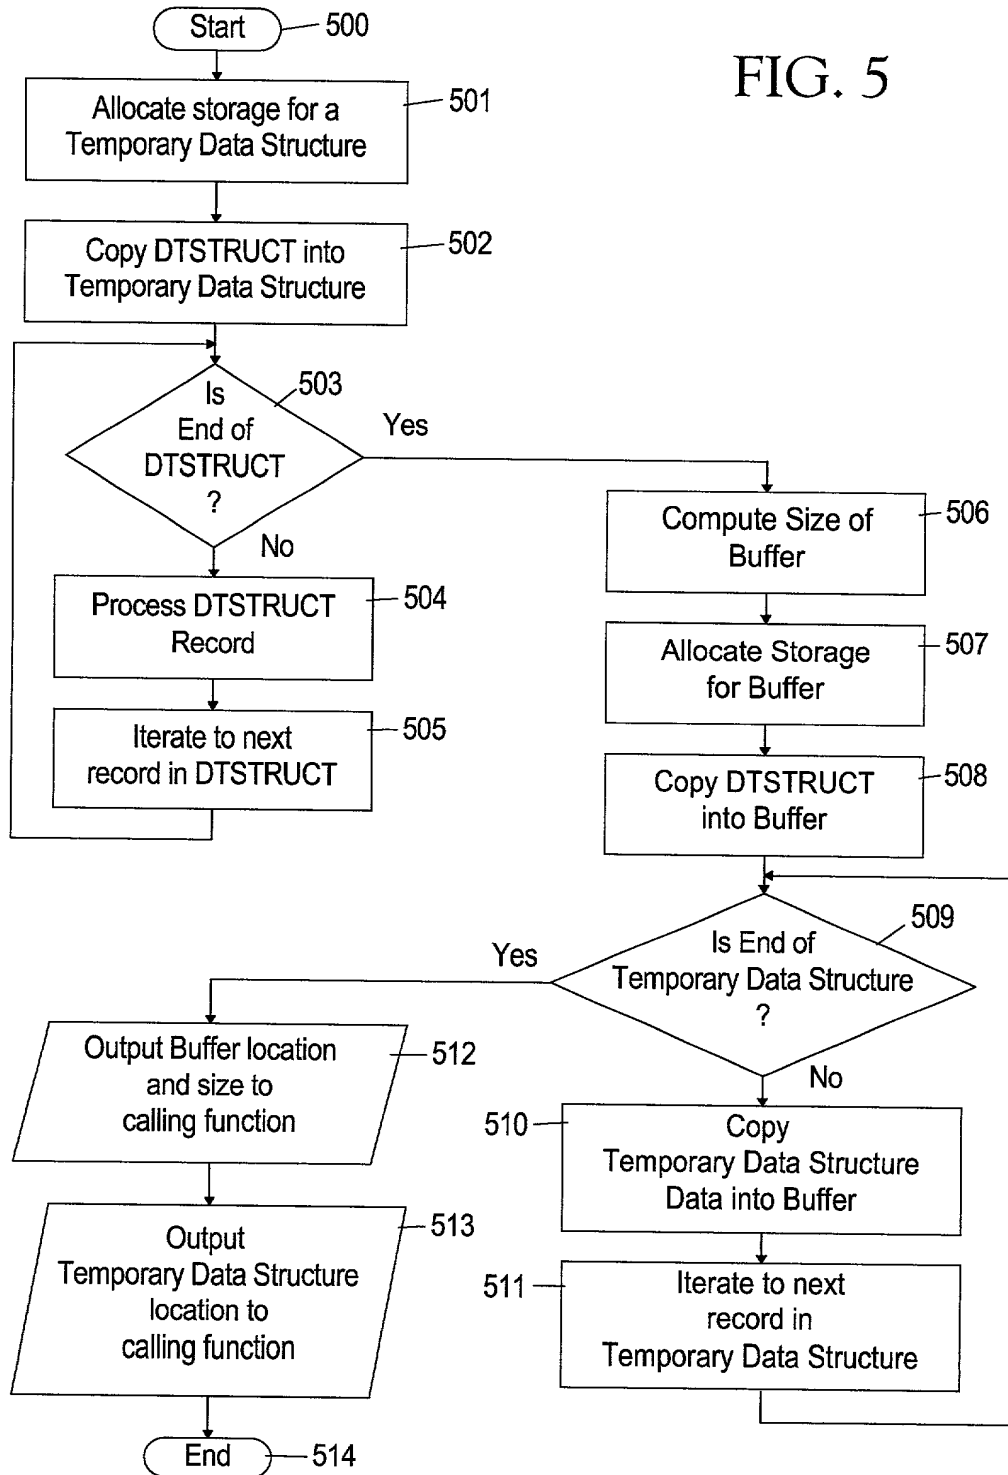 FIG. 5
Start
500
Allocate storage for a
Temporary Data Structure
501
Copy DTSTRUCT into
Temporary Data Structure
502
Is
End of
DTSTRUCT
?
503
Yes
No
Process DTSTRUCT
Record
504
Iterate to next
record in DTSTRUCT
505
Compute Size of
Buffer
506
Allocate Storage
for Buffer
507
Copy DTSTRUCT
into Buffer
508
Is End of
Temporary Data Structure
?
509
Yes
No
510
Copy
Temporary Data Structure
Data into Buffer
511
Iterate to next
record in
Temporary Data Structure
Output Buffer location
and size to
calling function
512
Output
Temporary Data Structure
location to
calling function
513
End
514